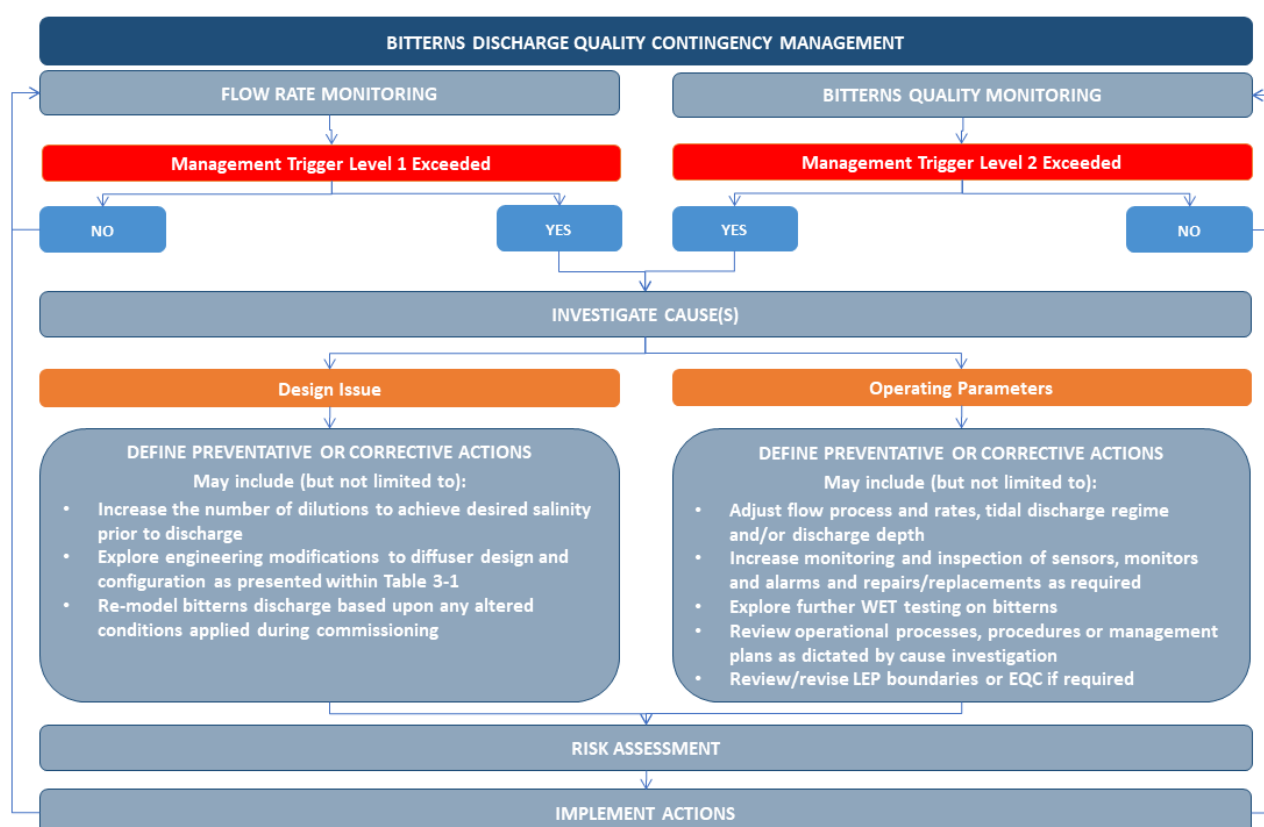 BITTERNS DISCHARGE QUALITY CONTINGENCY MANAGEMENT
FLOW RATE MONITORING
BITTERNS QUALITY MONITORING
Management Trigger Level 1 Exceeded
Management Trigger Level 2 Exceeded
NO
YES
YES
NO
INVESTIGATE CAUSE(S)
Design Issue
Operating Parameters
DEFINE PREVENTATIVE OR CORRECTIVE ACTIONS
May include (but not limited to):
• Increase the number of dilutions to achieve desired salinity
prior to discharge
• Explore engineering modifications to diffuser design and
configuration as presented within Table 3-1
• Re-model bitterns discharge based upon any altered
conditions applied during commissioning
DEFINE PREVENTATIVE OR CORRECTIVE ACTIONS
May include (but not limited to):
• Adjust flow process and rates, tidal discharge regime
and/or discharge depth
• Increase monitoring and inspection of sensors, monitors
and alarms and repairs/replacements as required
• Explore further WET testing on bitterns
• Review operational processes, procedures or management
plans as dictated by cause investigation
• Review/revise LEP boundaries or EQC if required
RISK ASSESSMENT
IMPLEMENT ACTIONS